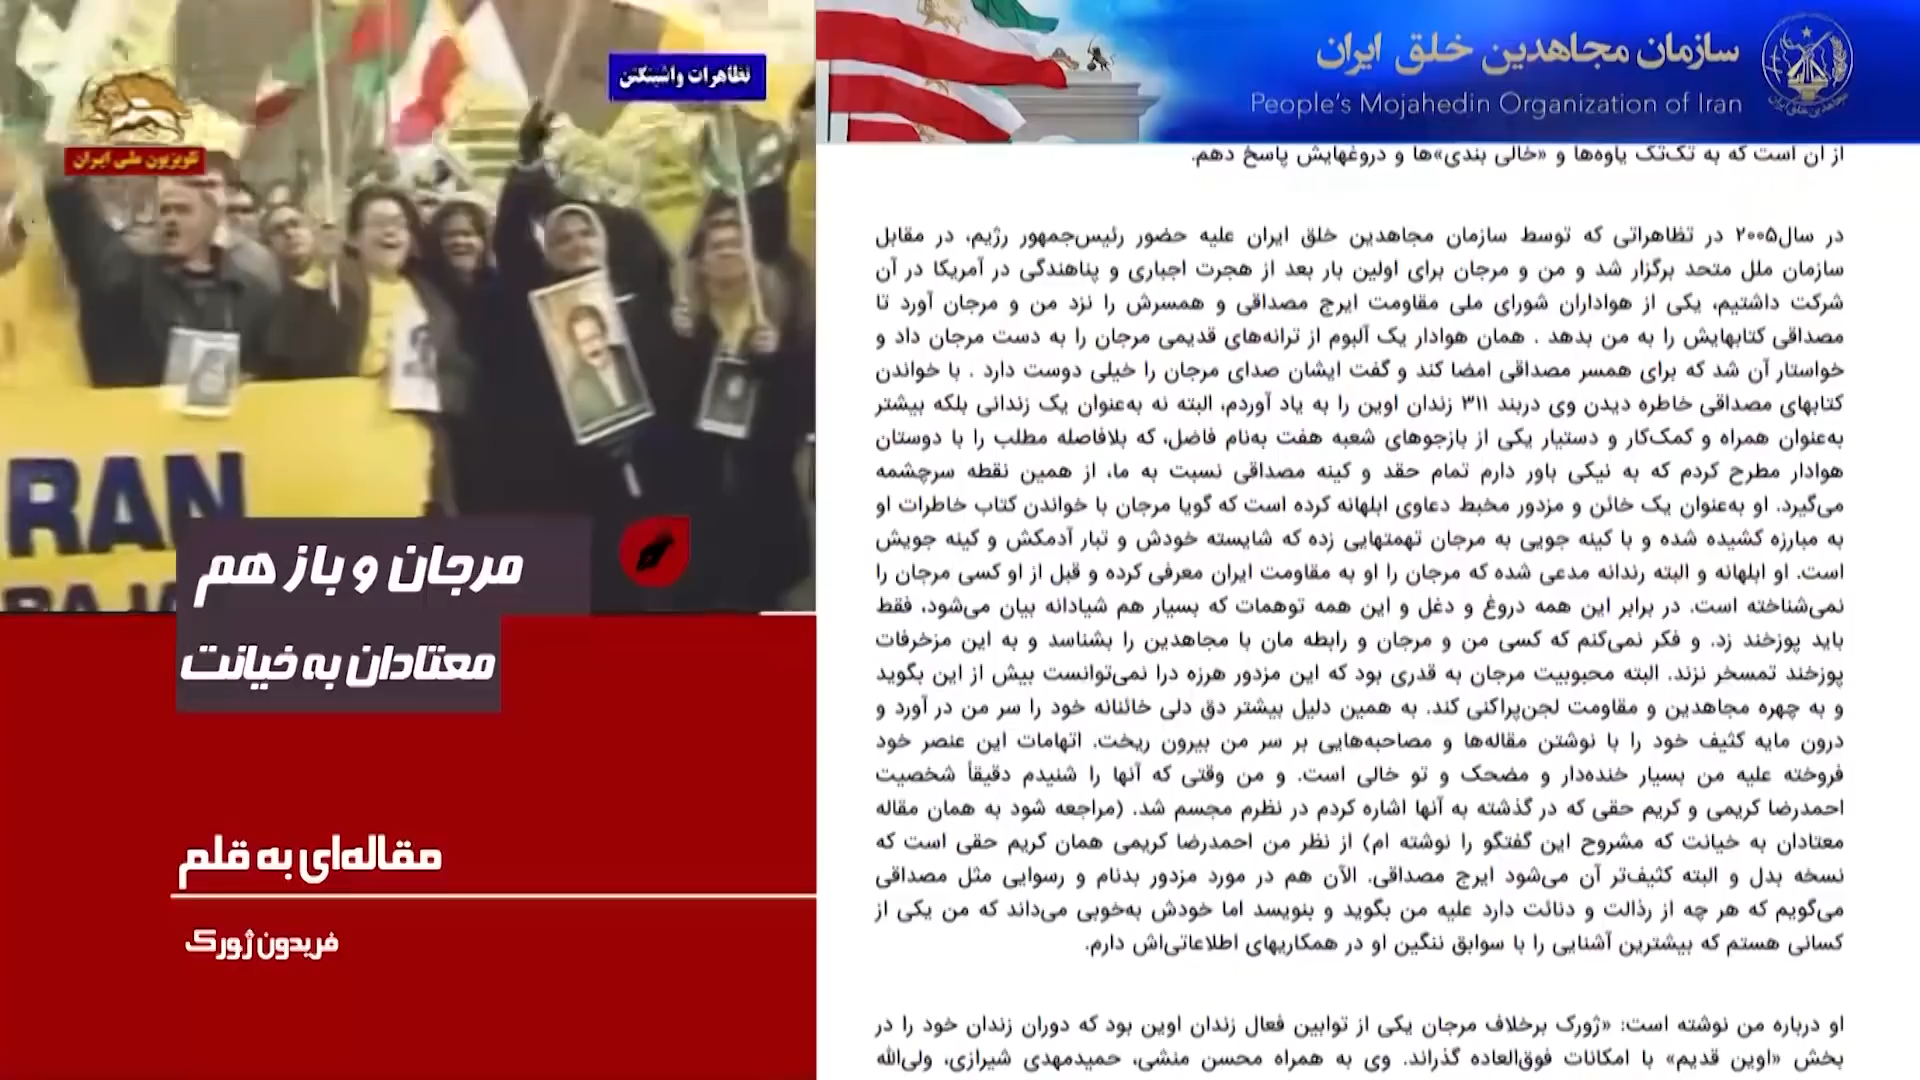 تظاهرات واشینگتن
تلویزیون ملی ایران
RAN
مرجان و باز هم
معتادان به خیانت
مقاله‌ای به قلم
فریدون ژورک
سازمان مجاهدین خلق ایران
People's Mojahedin Organization of Iran
از آن است که به تک‌تک یاوه‌ها و «خالی بندی»ها و دروغهایش پاسخ دهم.
در سال۲۰۰۵ در تظاهراتی که توسط سازمان مجاهدین خلق ایران علیه حضور رئیس‌جمهور رژیم، در مقابل
سازمان ملل متحد برگزار شد و من و مرجان برای اولین بار بعد از هجرت اجباری و پناهندگی در آمریکا در آن
شرکت داشتیم، یکی از هواداران شورای ملی مقاومت ایرج مصداقی و همسرش را نزد من و مرجان آورد تا
مصداقی کتابهایش را به من بدهد . همان هوادار یک آلبوم از ترانه‌های قدیمی مرجان را به دست مرجان داد و
خواستار آن شد که برای همسر مصداقی امضا کند و گفت ایشان صدای مرجان را خیلی دوست دارد . با خواندن
کتابهای مصداقی خاطره دیدن وی دربند ۳۱۱ زندان اوین را به یاد آوردم، البته نه به‌عنوان یک زندانی بلکه بیشتر
به‌عنوان همراه و کمک‌کار و دستیار یکی از بازجوهای شعبه هفت به‌نام فاضل، که بلافاصله مطلب را با دوستان
هوادار مطرح کردم که به نیکی باور دارم تمام حقد و کینه مصداقی نسبت به ما، از همین نقطه سرچشمه
می‌گیرد. او به‌عنوان یک خائن و مزدور مخبط دعاوی ابلهانه کرده است که گویا مرجان با خواندن کتاب خاطرات او
به مبارزه کشیده شده و با کینه جویی به مرجان تهمتهایی زده که شایسته خودش و تبار آدمکش و کینه جویش
است. او ابلهانه و البته رندانه مدعی شده که مرجان را او به مقاومت ایران معرفی کرده و قبل از او کسی مرجان را
نمی‌شناخته است. در برابر این همه دروغ و دغل و این همه توهمات که بسیار هم شیادانه بیان می‌شود، فقط
باید پوزخند زد. و فکر نمی‌کنم که کسی من و مرجان و رابطه مان با مجاهدین را بشناسد و به این مزخرفات
پوزخند تمسخر نزند. البته محبوبیت مرجان به قدری بود که این مزدور هرزه درا نمی‌توانست بیش از این بگوید
و به چهره مجاهدین و مقاومت لجن‌پراکنی کند. به همین دلیل بیشتر دق دلی خائنانه خود را سر من در آورد و
درون مایه کثیف خود را با نوشتن مقاله‌ها و مصاحبه‌هایی بر سر من بیرون ریخت. اتهامات این عنصر خود
فروخته علیه من بسیار خنده‌دار و مضحک و تو خالی است. و من وقتی که آنها را شنیدم دقیقاً شخصیت
احمدرضا کریمی و کریم حقی که در گذشته به آنها اشاره کردم در نظرم مجسم شد. (مراجعه شود به همان مقاله
معتادان به خیانت که مشروح این گفتگو را نوشته ام) از نظر من احمدرضا کریمی همان کریم حقی است که
نسخه بدل و البته کثیف‌تر آن می‌شود ایرج مصداقی. الآن هم در مورد مزدور بدنام و رسوایی مثل مصداقی
می‌گویم که هر چه از رذالت و دنائت دارد علیه من بگوید و بنویسد اما خودش به‌خوبی می‌داند که من یکی از
کسانی هستم که بیشترین آشنایی را با سوابق ننگین او در همکاریهای اطلاعاتی‌اش دارم.
او درباره من نوشته است: «ژورک برخلاف مرجان یکی از توابین فعال زندان اوین بود که دوران زندان خود را در
بخش «اوین قدیم» با امکانات فوق‌العاده گذراند. وی به همراه محسن منشی، حمیدمهدی شیرازی، ولی‌الله